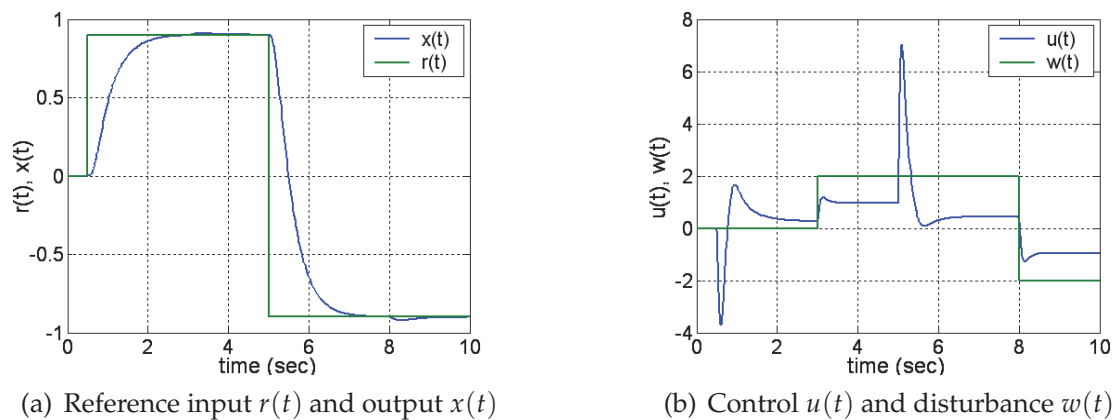 1
0.5
0
-0.5
-1
r(t), x(t)
x(t)
r(t)
0 2 4 6 8 10
time (sec)
(a) Reference input r(t) and output x(t)
8
6
4
2
0
-2
-4
u(t), w(t)
u(t)
w(t)
0 2 4 6 8 10
time (sec)
(b) Control u(t) and disturbance w(t